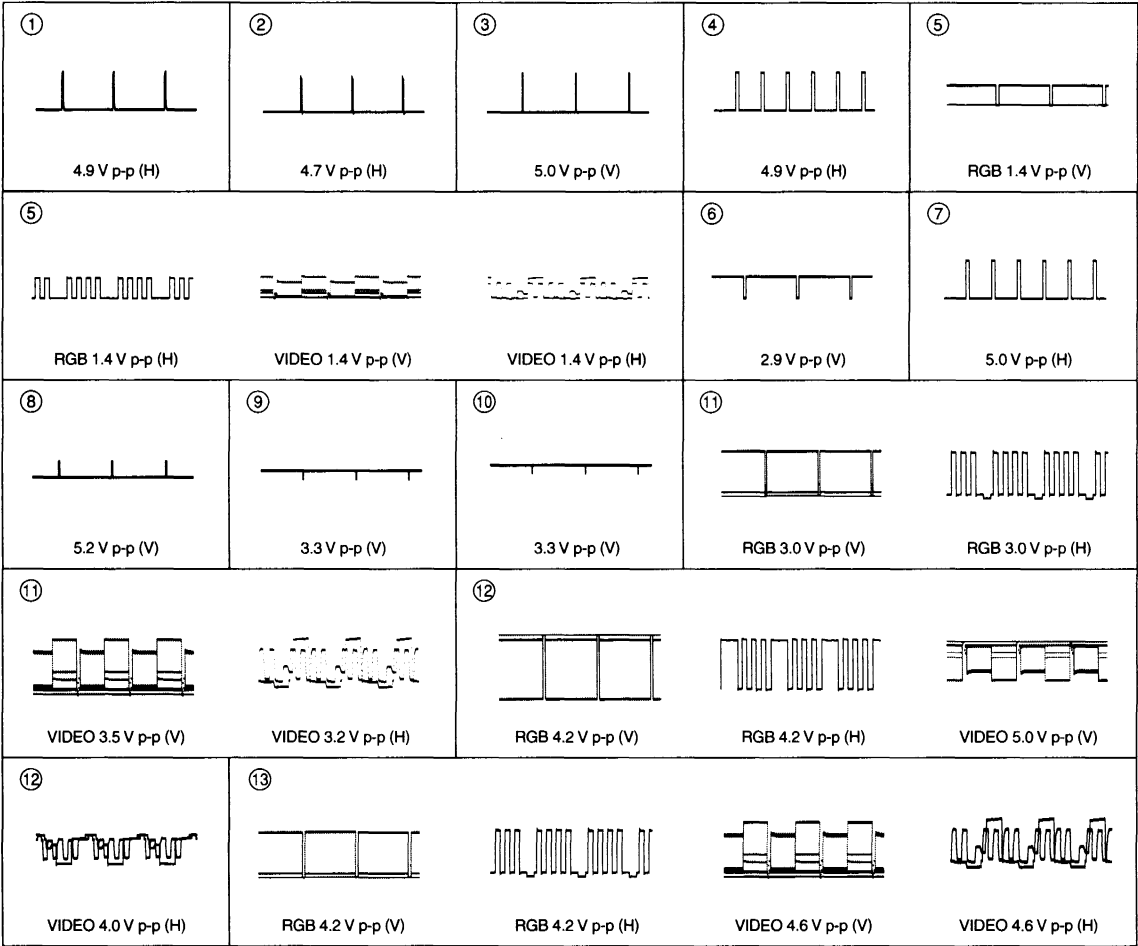 ① ② ③ ④ ⑤
4.9 V p-p (H) 4.7 V p-p (H) 5.0 V p-p (V) 4.9 V p-p (H) RGB 1.4 V p-p (V)
⑤ ⑥ ⑦
RGB 1.4 V p-p (H) VIDEO 1.4 V p-p (V) VIDEO 1.4 V p-p (H) 2.9 V p-p (V) 5.0 V p-p (H)
⑧ ⑨ ⑩ ⑪
5.2 V p-p (V) 3.3 V p-p (V) 3.3 V p-p (V) RGB 3.0 V p-p (V) RGB 3.0 V p-p (H)
⑪ ⑫
VIDEO 3.5 V p-p (V) VIDEO 3.2 V p-p (H) RGB 4.2 V p-p (V) RGB 4.2 V p-p (H) VIDEO 5.0 V p-p (V)
⑫ ⑬
VIDEO 4.0 V p-p (H) RGB 4.2 V p-p (V) RGB 4.2 V p-p (H) VIDEO 4.6 V p-p (V) VIDEO 4.6 V p-p (H)